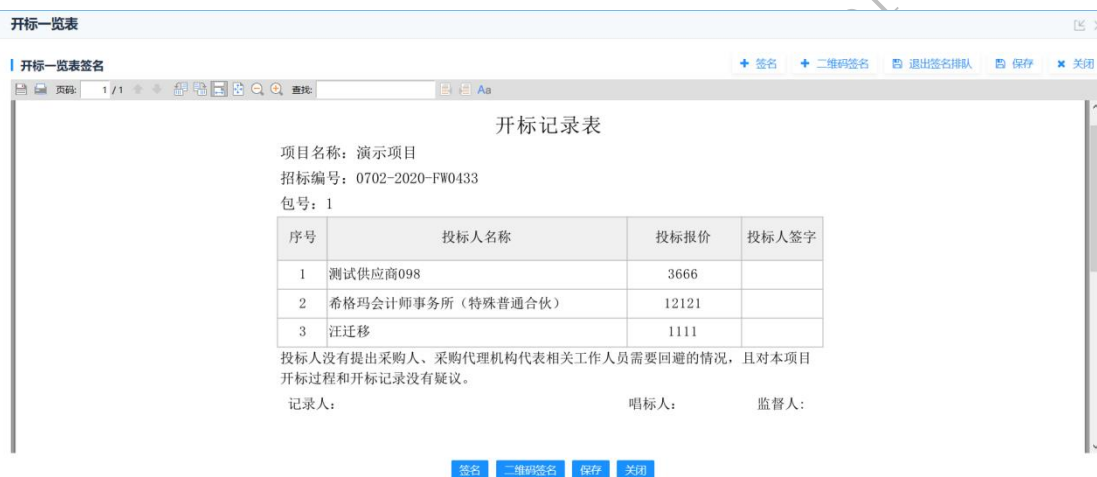 开标一览表
开标一览表签名
签名 二维码签名 退出签名排队 保存 关闭
页码: 1/1 查找: Aa
开标记录表
项目名称：演示项目
招标编号：0702-2020-FW0433
包号：1
序号 投标人名称 投标报价 投标人签字
1 测试供应商098 3666
2 希格玛会计师事务所（特殊普通合伙） 12121
3 汪迁移 1111
投标人没有提出采购人、采购代理机构代表相关工作人员需要回避的情况，且对本项目
开标过程和开标记录没有疑议。
记录人： 唱标人： 监督人:
签名 二维码签名 保存 关闭